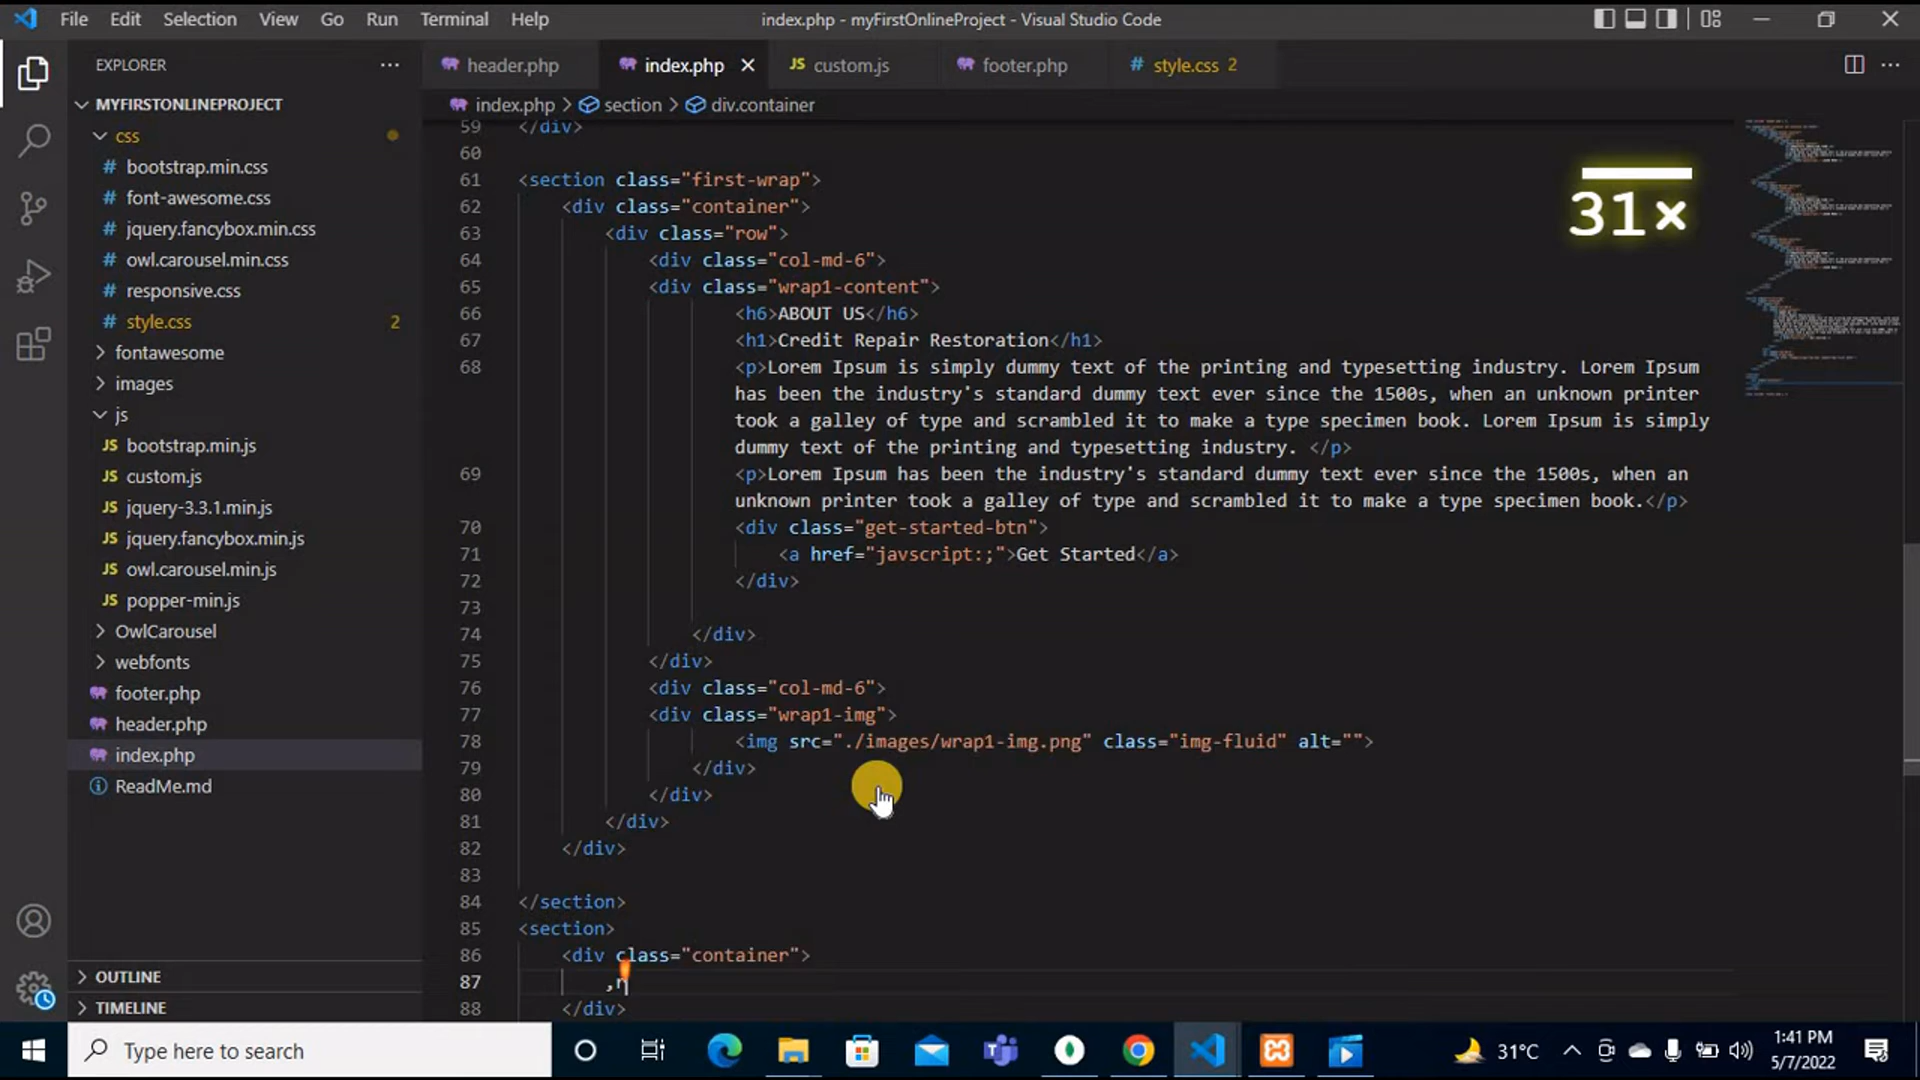 File Edit Selection View Go Run Terminal Help index.php - myFirstOnlineProject - Visual Studio Code
EXPLORER ... header.php index.php × JS custom.js footer.php # style.css 2 ...
MYFIRSTONLINEPROJECT
index.php > section > div.container
css
# bootstrap.min.css
# font-awesome.css
# jquery.fancybox.min.css
# owl.carousel.min.css
# responsive.css
# style.css 2
fontawesome
images
js
JS bootstrap.min.js
JS custom.js
JS jquery-3.3.1.min.js
JS jquery.fancybox.min.js
JS owl.carousel.min.js
JS popper-min.js
OwlCarousel
webfonts
footer.php
header.php
index.php
ReadMe.md
OUTLINE
TIMELINE
59 </div>
60
61 <section class="first-wrap">
62 <div class="container">
63 <div class="row">
64 <div class="col-md-6">
65 <div class="wrap1-content">
66 <h6>ABOUT US</h6>
67 <h1>Credit Repair Restoration</h1>
68 <p>Lorem Ipsum is simply dummy text of the printing and typesetting industry. Lorem Ipsum
has been the industry's standard dummy text ever since the 1500s, when an unknown printer
took a galley of type and scrambled it to make a type specimen book. Lorem Ipsum is simply
dummy text of the printing and typesetting industry. </p>
69 <p>Lorem Ipsum has been the industry's standard dummy text ever since the 1500s, when an
unknown printer took a galley of type and scrambled it to make a type specimen book.</p>
70 <div class="get-started-btn">
71 <a href="javscript:;">Get Started</a>
72 </div>
73
74 </div>
75 </div>
76 <div class="col-md-6">
77 <div class="wrap1-img">
78 <img src="./images/wrap1-img.png" class="img-fluid" alt="">
79 </div>
80 </div>
81 </div>
82 </div>
83
84 </section>
85 <section>
86 <div class="container">
87 ,r
88 </div>
31×
Type here to search
31°C
1:41 PM
5/7/2022